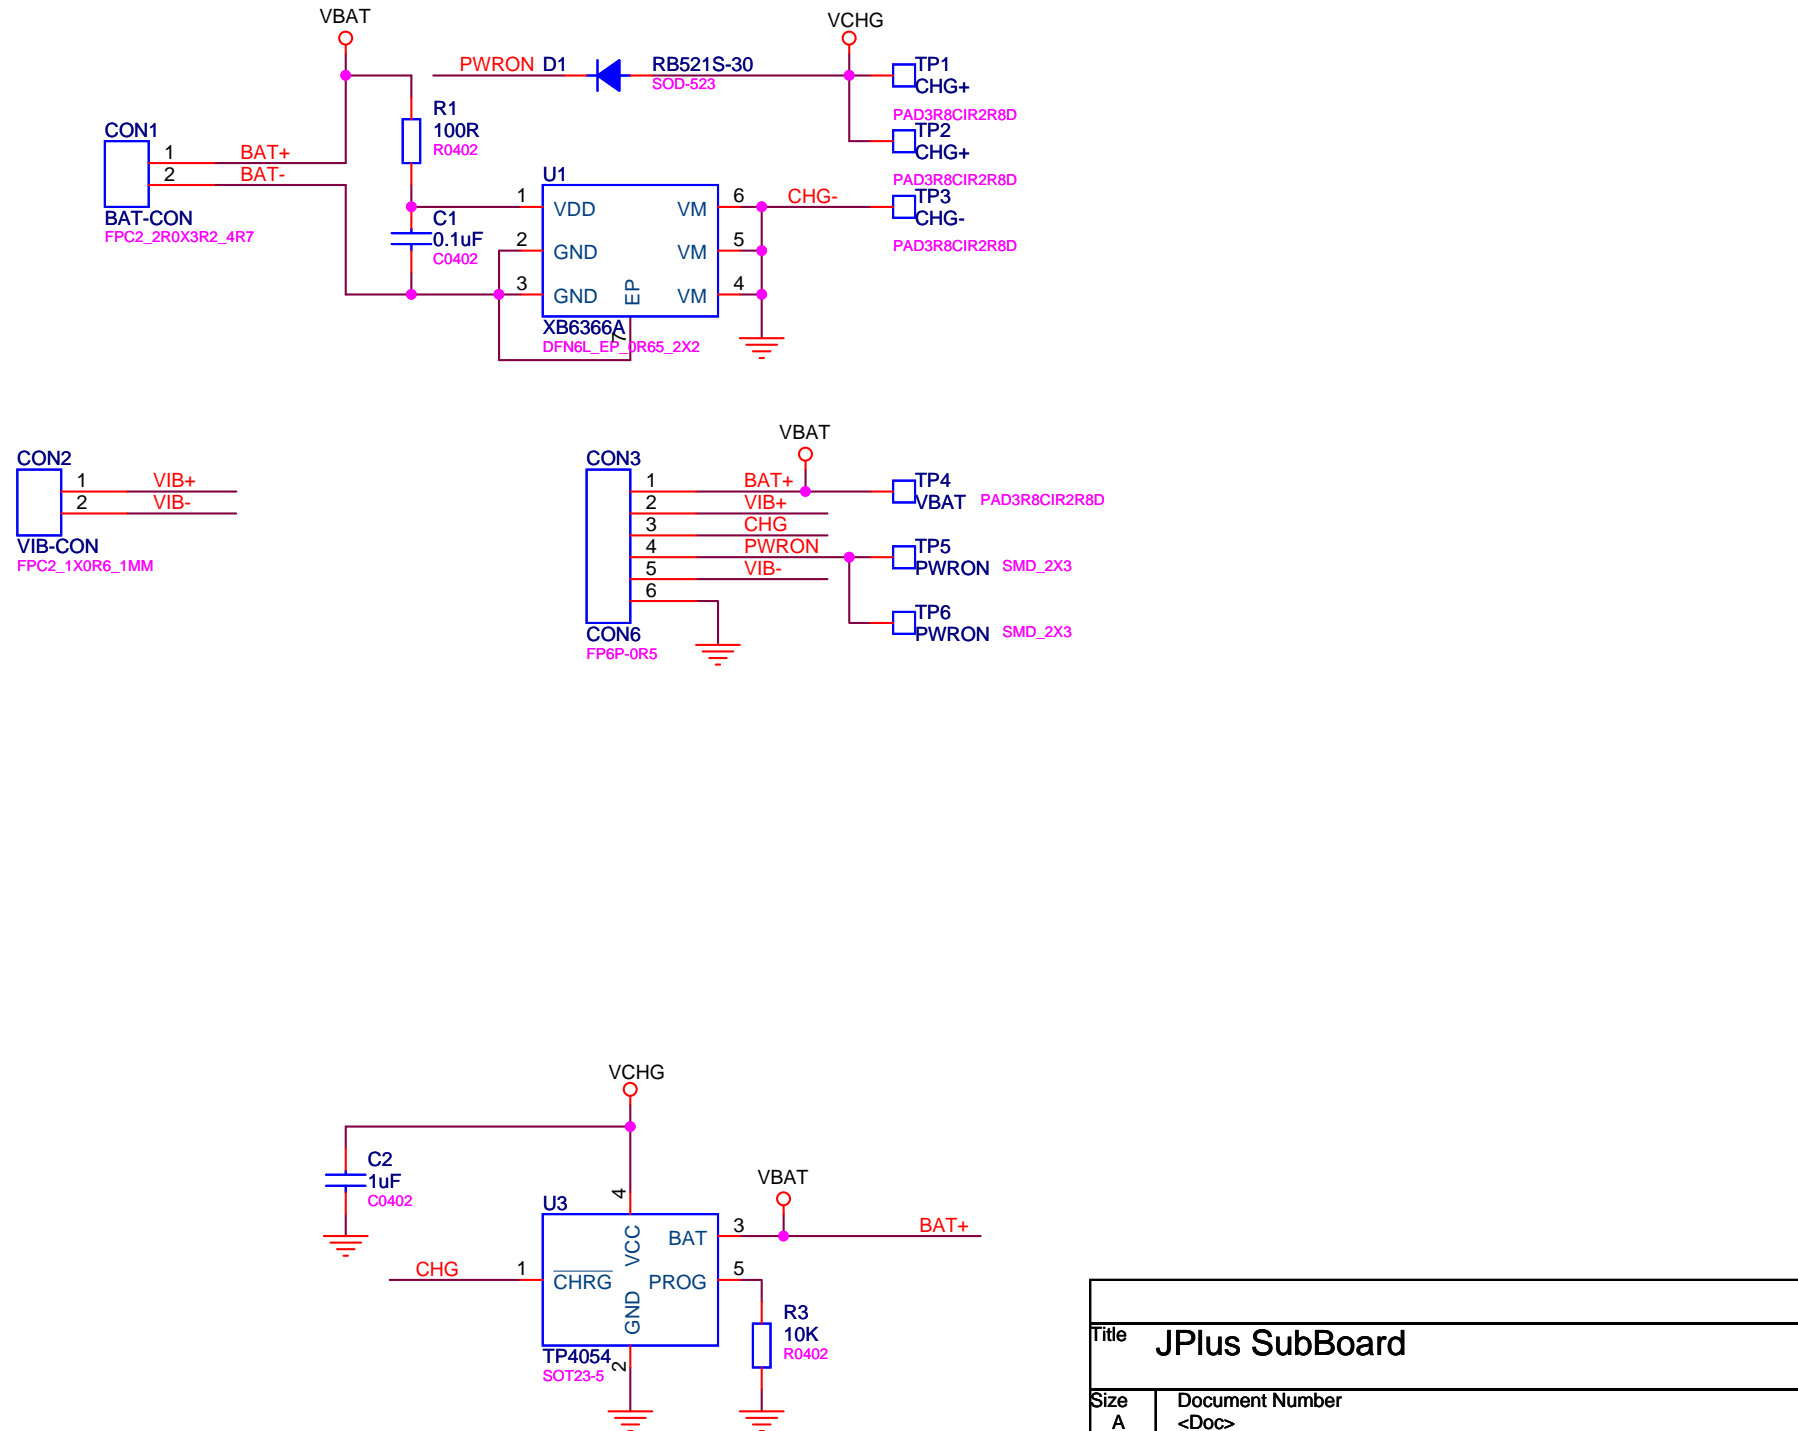 VBAT
VCHG
PWRON D1
RB521S-30
SOD-523
TP1
CHG+
PAD3R8CIR2R8D
TP2
CHG+
PAD3R8CIR2R8D
TP3
CHG-
PAD3R8CIR2R8D
R1
100R
R0402
CON1
1 BAT+
2 BAT-
BAT-CON
FPC2_2R0X3R2_4R7
C1
0.1uF
C0402
U1
1 VDD VM 6 CHG-
2 GND VM 5
3 GND EP VM 4
XB6366A
7
DFN6L_EP_0R65_2X2
CON2
1 VIB+
2 VIB-
VIB-CON
FPC2_1X0R6_1MM
VBAT
CON3
1 BAT+
2 VIB+
3 CHG
4 PWRON
5 VIB-
6
CON6
FP6P-0R5
TP4
VBAT PAD3R8CIR2R8D
TP5
PWRON SMD_2X3
TP6
PWRON SMD_2X3
VCHG
C2
1uF
C0402
VBAT
U3
4
VCC BAT 3 BAT+
CHG 1 CHRG PROG 5
GND
TP4054
2
SOT23-5
R3
10K
R0402
Title JPlus SubBoard
Size Document Number
A <Doc>